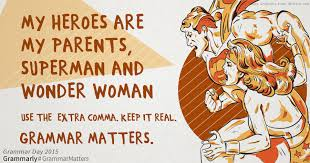 MY HEROES ARE
MY PARENTS,
SUPERMAN AND
WONDER WOMAN
USE THE EXTRA COMMA. KEEP IT REAL.
GRAMMAR MATTERS.
Grammar Day 2015
Grammarly#GrammarMatters